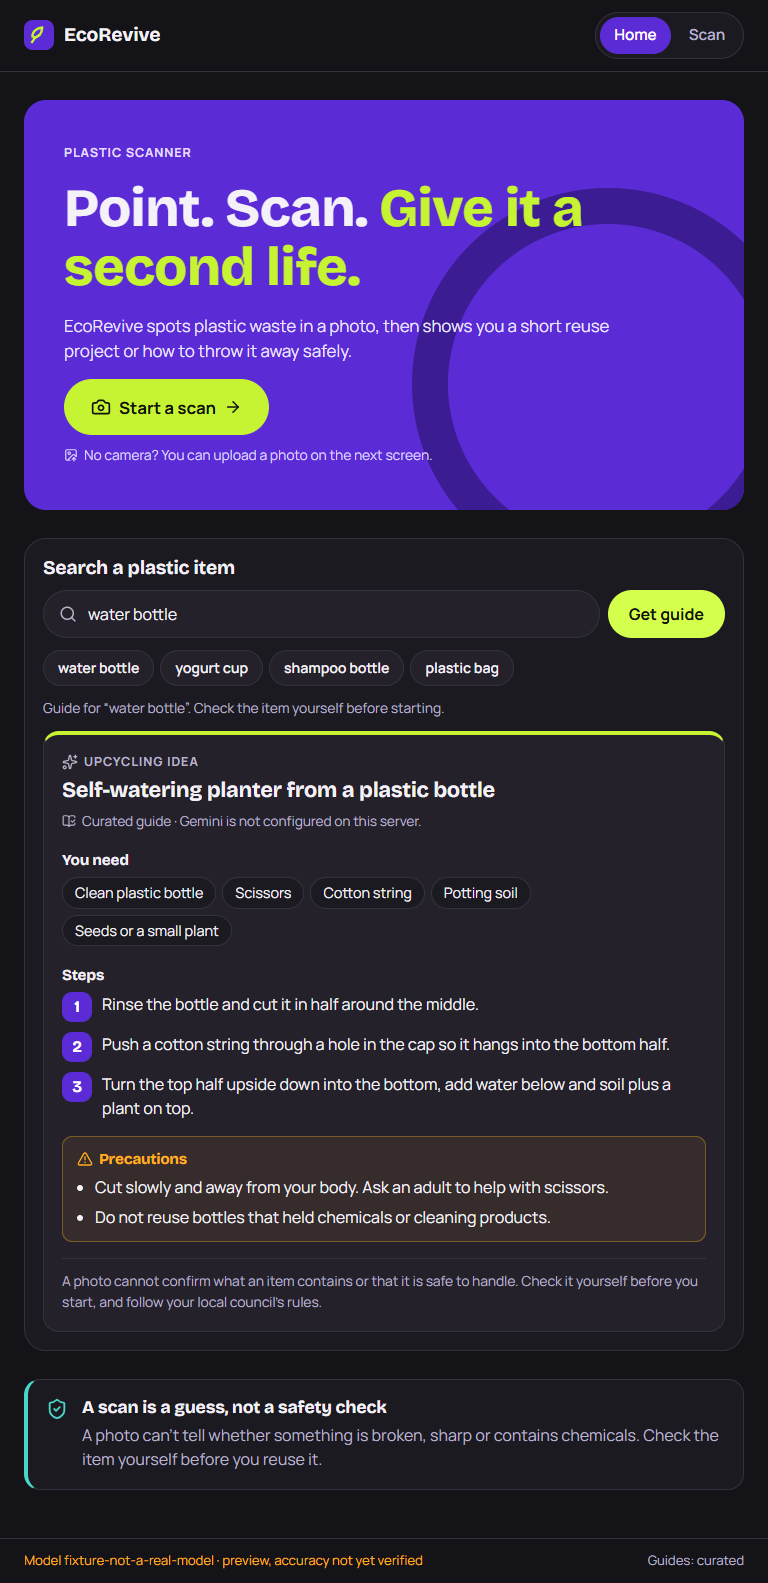 EcoRevive
Home
Scan
PLASTIC SCANNER
Point. Scan. Give it a
second life.
EcoRevive spots plastic waste in a photo, then shows you a short reuse
project or how to throw it away safely.
Start a scan
No camera? You can upload a photo on the next screen.
Search a plastic item
water bottle
Get guide
water bottle
yogurt cup
shampoo bottle
plastic bag
Guide for “water bottle”. Check the item yourself before starting.
UPCYCLING IDEA
Self-watering planter from a plastic bottle
Curated guide · Gemini is not configured on this server.
You need
Clean plastic bottle
Scissors
Cotton string
Potting soil
Seeds or a small plant
Steps
1 Rinse the bottle and cut it in half around the middle.
2 Push a cotton string through a hole in the cap so it hangs into the bottom half.
3 Turn the top half upside down into the bottom, add water below and soil plus a
plant on top.
Precautions
• Cut slowly and away from your body. Ask an adult to help with scissors.
• Do not reuse bottles that held chemicals or cleaning products.
A photo cannot confirm what an item contains or that it is safe to handle. Check it yourself before you
start, and follow your local council’s rules.
A scan is a guess, not a safety check
A photo can’t tell whether something is broken, sharp or contains chemicals. Check the
item yourself before you reuse it.
Model fixture-not-a-real-model · preview, accuracy not yet verified
Guides: curated